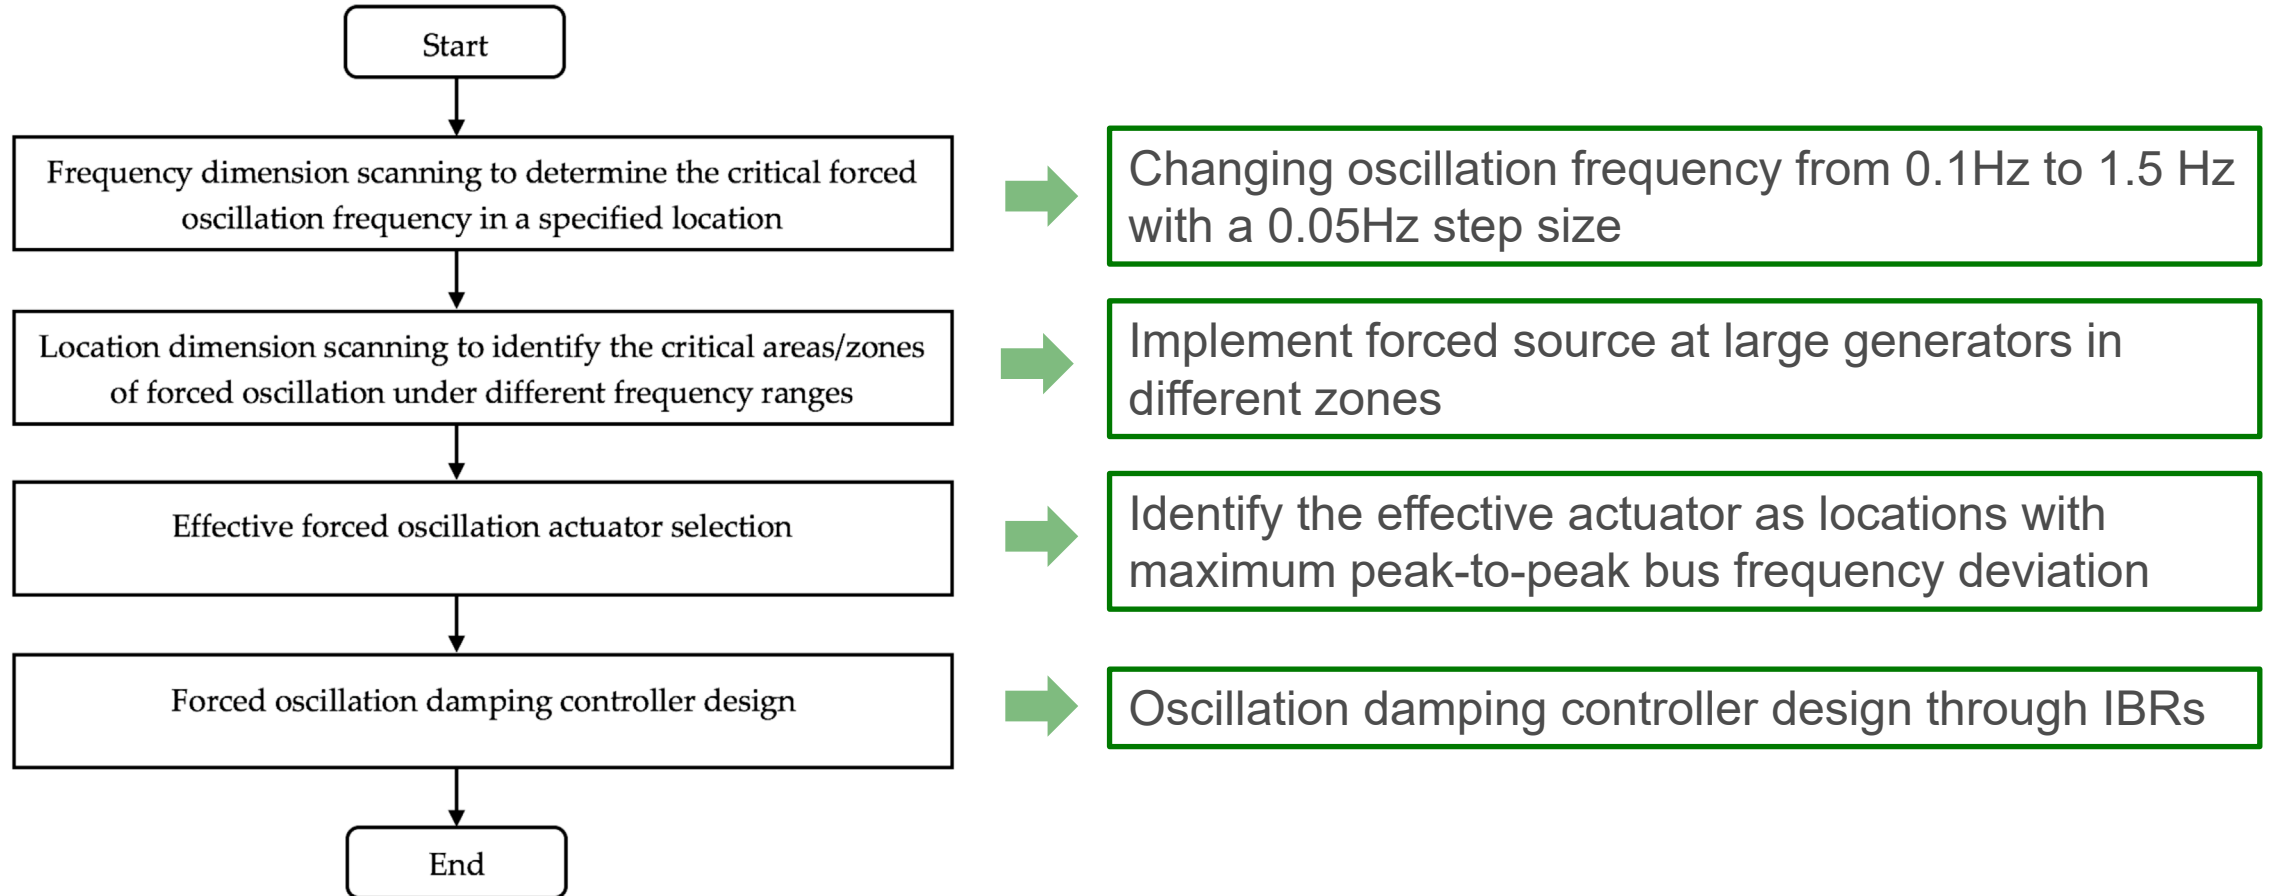 Start
Frequency dimension scanning to determine the critical forced
oscillation frequency in a specified location
Changing oscillation frequency from 0.1Hz to 1.5 Hz
with a 0.05Hz step size
Location dimension scanning to identify the critical areas/zones
of forced oscillation under different frequency ranges
Implement forced source at large generators in
different zones
Effective forced oscillation actuator selection
Identify the effective actuator as locations with
maximum peak-to-peak bus frequency deviation
Forced oscillation damping controller design
Oscillation damping controller design through IBRs
End